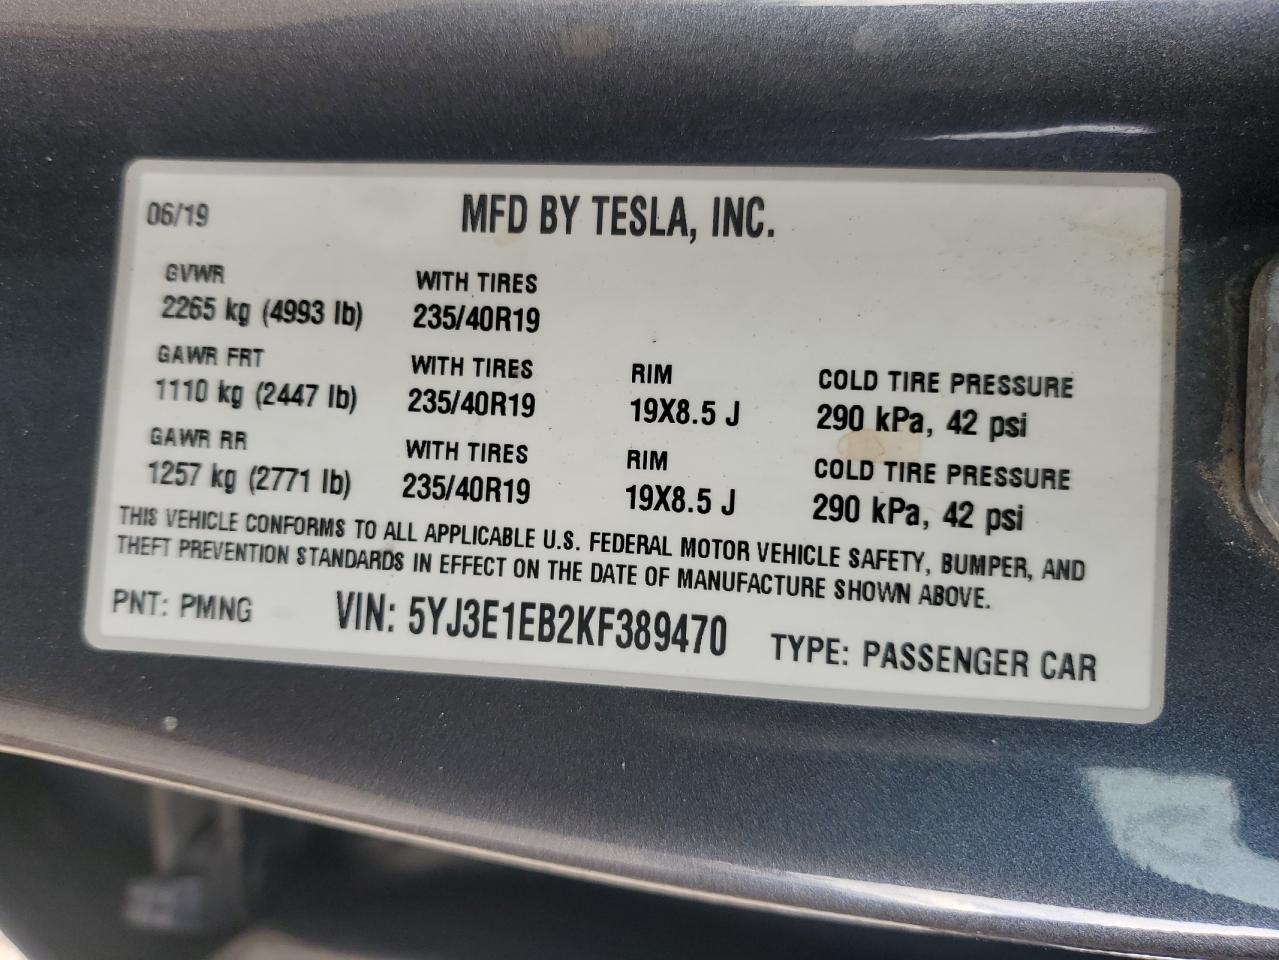 06/19 MFD BY TESLA, INC.
GVWR WITH TIRES
2265 kg (4993 lb) 235/40R19
GAWR FRT WITH TIRES RIM COLD TIRE PRESSURE
1110 kg (2447 lb) 235/40R19 19X8.5 J 290 kPa, 42 psi
GAWR RR WITH TIRES RIM COLD TIRE PRESSURE
1257 kg (2771 lb) 235/40R19 19X8.5 J 290 kPa, 42 psi
THIS VEHICLE CONFORMS TO ALL APPLICABLE U.S. FEDERAL MOTOR VEHICLE SAFETY, BUMPER, AND
THEFT PREVENTION STANDARDS IN EFFECT ON THE DATE OF MANUFACTURE SHOWN ABOVE.
PNT: PMNG VIN: 5YJ3E1EB2KF389470 TYPE: PASSENGER CAR